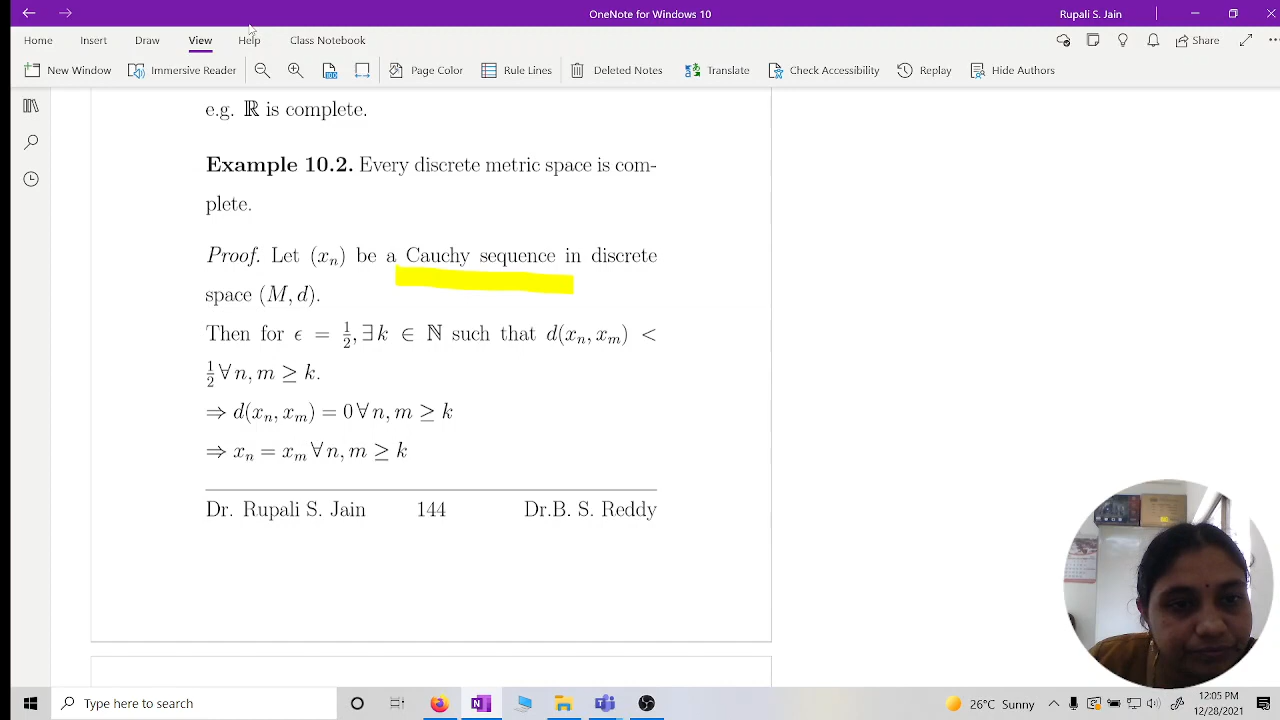 OneNote for Windows 10
Rupali S. Jain
Home Insert Draw View Help Class Notebook
Share
New Window Immersive Reader Page Color Rule Lines Deleted Notes Translate Check Accessibility Replay Hide Authors
e.g. ℝ is complete.
Example 10.2. Every discrete metric space is com-
plete.
Proof. Let (xₙ) be a Cauchy sequence in discrete
space (M, d).
Then for ϵ = 1/2, ∃ k ∈ ℕ such that d(xₙ, xₘ) <
1/2 ∀ n, m ≥ k.
⇒ d(xₙ, xₘ) = 0 ∀ n, m ≥ k
⇒ xₙ = xₘ ∀ n, m ≥ k
Dr. Rupali S. Jain 144 Dr.B. S. Reddy
Type here to search
26°C Sunny
12:05 PM
12/28/2021